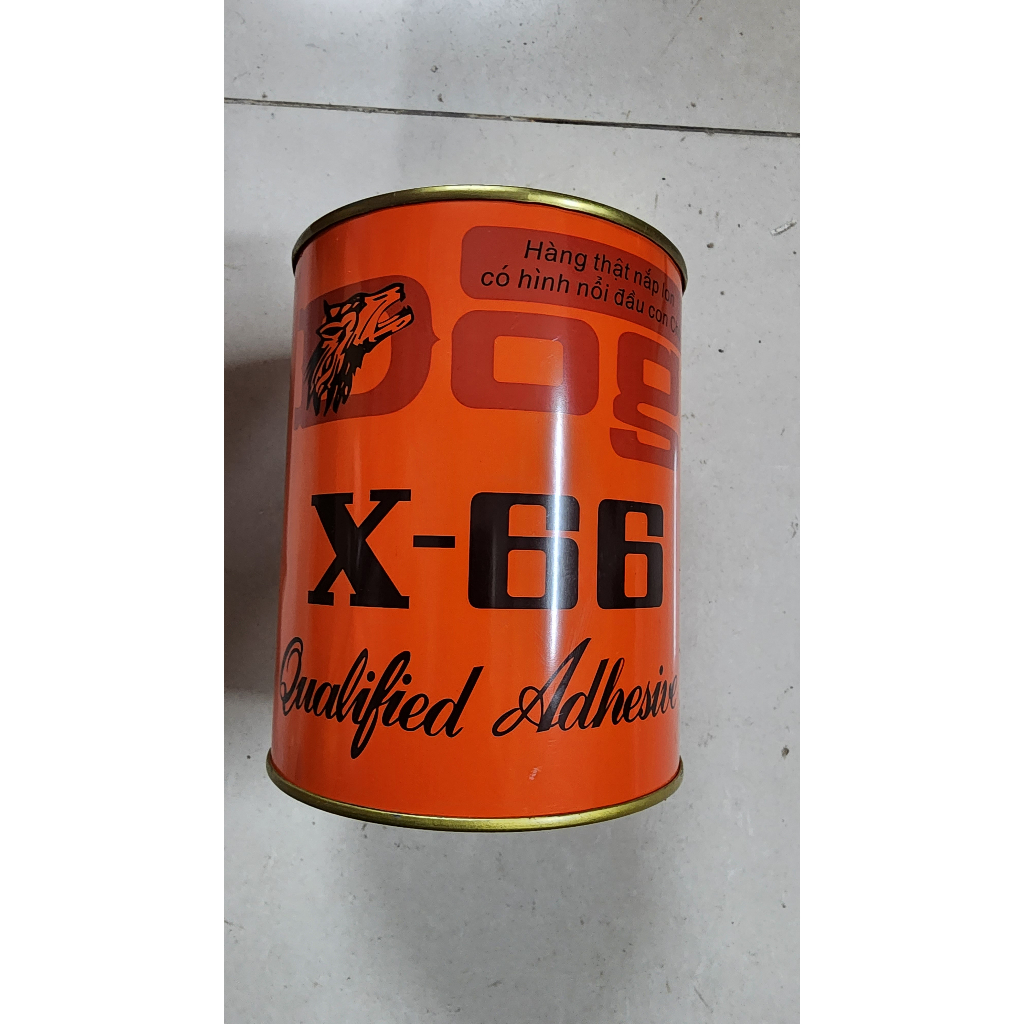 Hàng thật nắp lon
có hình nổi đầu con
Dog
X-66
Qualified Adhesive